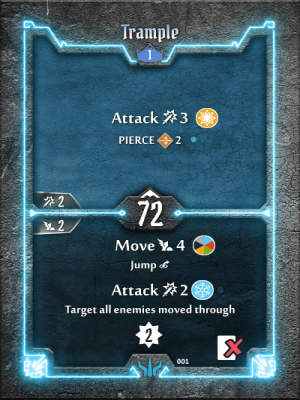 Trample
1
Attack 3
PIERCE 2
2
72
2
Move 4
Jump
Attack 2
Target all enemies moved through
2
001